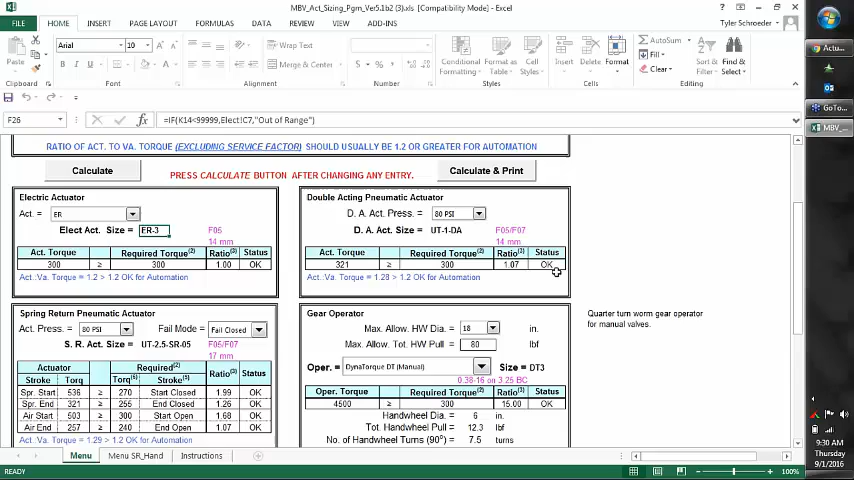 MBV_Act_Sizing_Pgrm_Ver5.1b2 (3).xls [Compatibility Mode] - Excel
FILE HOME INSERT PAGE LAYOUT FORMULAS DATA REVIEW VIEW ADD-INS Tyler Schroeder
Paste Arial 10 Wrap Text Conditional Formatting Format as Table Cell Styles Insert Delete Format AutoSum Sort & Filter Find & Select
B I U Merge & Center $ % Fill
Clear
Clipboard Font Alignment Number Styles Cells Editing
F26 =IF(K14<99999,Elect!C7,"Out of Range")
RATIO OF ACT. TO VA. TORQUE (EXCLUDING SERVICE FACTOR) SHOULD USUALLY BE 1.2 OR GREATER FOR AUTOMATION
Calculate PRESS CALCULATE BUTTON AFTER CHANGING ANY ENTRY. Calculate & Print
Electric Actuator
Act. = ER
Elect Act. Size = ER-3 F05
14 mm
Act. Torque Required Torque(2) Ratio(3) Status
300 ≥ 300 1.00 OK
Act.:Va. Torque = 1.2 > 1.2 OK for Automation
Double Acting Pneumatic Actuator
D. A. Act. Press. = 80 PSI
D. A. Act. Size = UT-1-DA F05/F07
14 mm
Act. Torque Required Torque(2) Ratio(3) Status
321 ≥ 300 1.07 OK
Act.:Va. Torque = 1.28 > 1.2 OK for Automation
Spring Return Pneumatic Actuator
Act. Press. = 80 PSI Fail Mode = Fail Closed
S. R. Act. Size = UT-2.5-SR-05 F05/F07
17 mm
Actuator Required(2) Ratio(3) Status
Stroke Torq Torq(5) Stroke(5)
Spr. Start 536 ≥ 270 Start Closed 1.99 OK
Spr. End 321 ≥ 255 End Closed 1.26 OK
Air Start 503 ≥ 300 Start Open 1.68 OK
Air End 257 ≥ 240 End Open 1.07 OK
Act.:Va. Torque = 1.29 > 1.2 OK for Automation
Gear Operator
Max. Allow. HW Dia. = 18 in.
Max. Allow. Tot. HW Pull = 80 lbf
Oper. = DynaTorque DT (Manual) Size = DT3
0.38-16 on 3.25 BC
Oper. Torque Required Torque(2) Ratio(3) Status
4500 ≥ 300 15.00 OK
Handwheel Dia. = 6 in.
Tot. Handwheel Pull = 12.3 lbf
No. of Handwheel Turns (90º) = 7.5 turns
Quarter turn worm gear operator
for manual valves.
Menu Menu SR_Hand Instructions
READY 100%
Actu...
GoTo...
MBV_...
9:30 AM
Thursday
9/1/2016